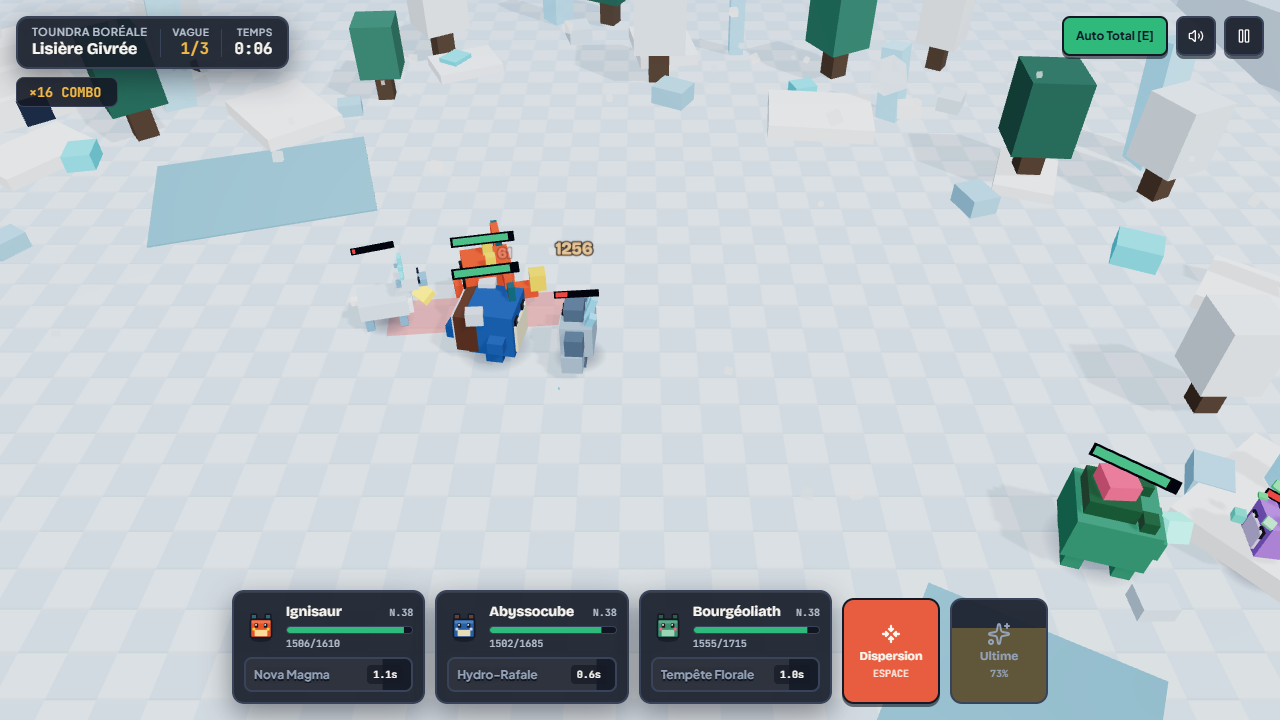 TOUNDRA BORÉALE
Lisière Givrée
VAGUE
1/3
TEMPS
0:06
Auto Total [E]
×16 COMBO
1256
Ignisaur
N.38
1506/1610
Nova Magma
1.1s
Abyssocube
N.38
1502/1685
Hydro-Rafale
0.6s
Bourgéoliath
N.38
1555/1715
Tempête Florale
1.0s
Dispersion
ESPACE
Ultime
73%